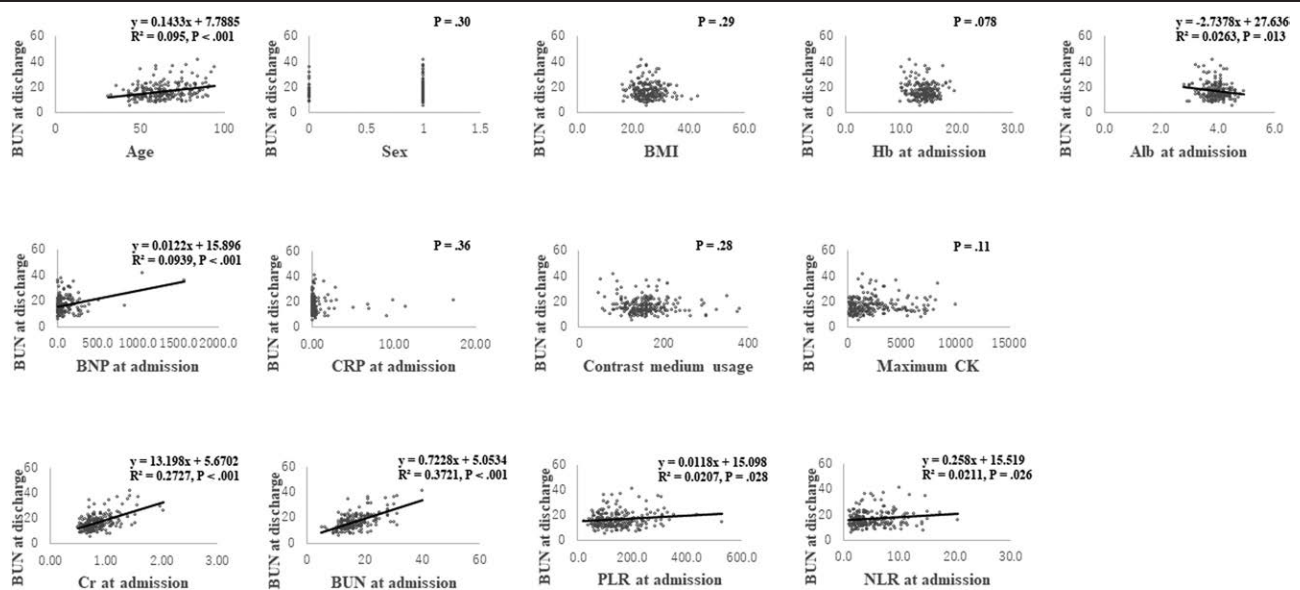 y = 0.1433x + 7.7885
R² = 0.095, P < .001
BUN at discharge
60
40
20
0
0
50
100
Age
P = .30
BUN at discharge
60
40
20
0
0
0.5
1
1.5
Sex
P = .29
BUN at discharge
60
40
20
0
0.0
20.0
40.0
60.0
BMI
P = .078
BUN at discharge
60
40
20
0
0.0
10.0
20.0
30.0
Hb at admission
y = -2.7378x + 27.636
R² = 0.0263, P = .013
BUN at discharge
60
40
20
0
0.0
2.0
4.0
6.0
Alb at admission
y = 0.0122x + 15.896
R² = 0.0939, P < .001
BUN at discharge
60
40
20
0
0.0
500.0
1000.0
1500.0
2000.0
BNP at admission
P = .36
BUN at discharge
60
40
20
0
0.00
10.00
20.00
CRP at admission
P = .28
BUN at discharge
60
40
20
0
0
200
400
Contrast medium usage
P = .11
BUN at discharge
60
40
20
0
0
5000
10000
15000
Maximum CK
y = 13.198x + 5.6702
R² = 0.2727, P < .001
BUN at discharge
60
40
20
0
0.00
1.00
2.00
3.00
Cr at admission
y = 0.7228x + 5.0534
R² = 0.3721, P < .001
BUN at discharge
60
40
20
0
0
20
40
60
BUN at admission
y = 0.0118x + 15.098
R² = 0.0207, P = .028
BUN at discharge
60
40
20
0
0.0
200.0
400.0
600.0
PLR at admission
y = 0.258x + 15.519
R² = 0.0211, P = .026
BUN at discharge
60
40
20
0
0.0
10.0
20.0
30.0
NLR at admission